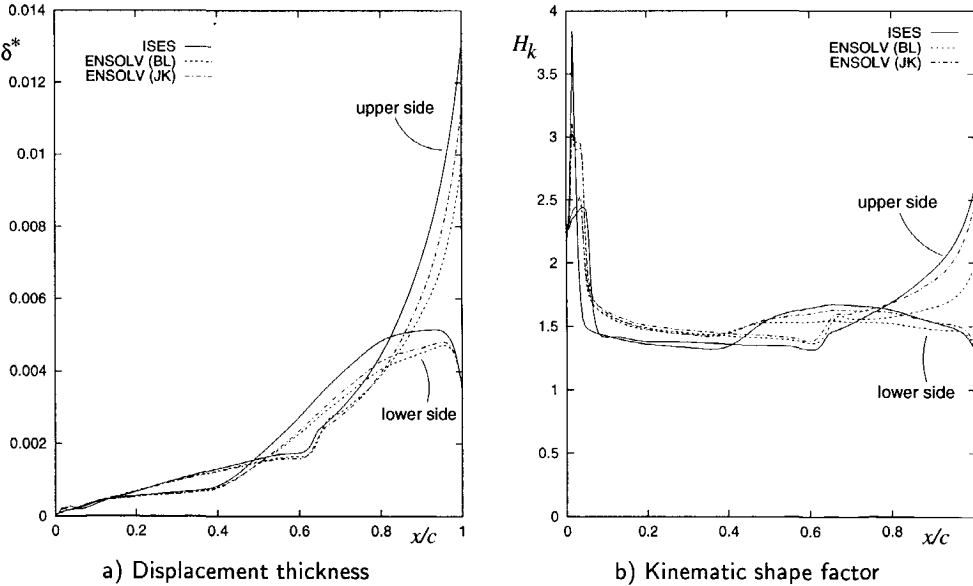 0.014
δ*
0.012
0.01
0.008
0.006
0.004
0.002
0
ISES
ENSOLV (BL)
ENSOLV (JK)
upper side
lower side
0
0.2
0.4
0.6
0.8
x/c
1
a) Displacement thickness
4
H_k
3.5
3
2.5
2
1.5
1
0.5
0
ISES
ENSOLV (BL)
ENSOLV (JK)
upper side
lower side
0
0.2
0.4
0.6
0.8
x/c
1
b) Kinematic shape factor